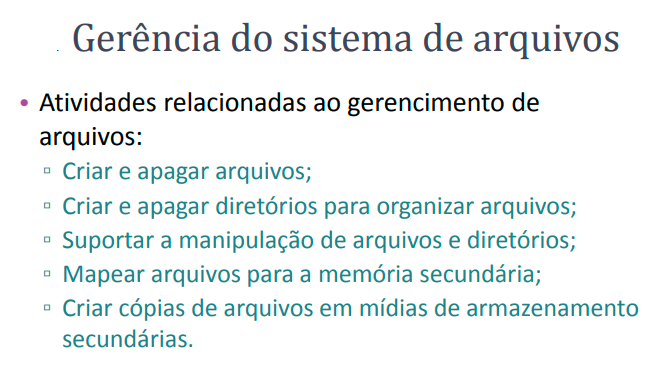 Gerência do sistema de arquivos
• Atividades relacionadas ao gerencimento de
arquivos:
▫ Criar e apagar arquivos;
▫ Criar e apagar diretórios para organizar arquivos;
▫ Suportar a manipulação de arquivos e diretórios;
▫ Mapear arquivos para a memória secundária;
▫ Criar cópias de arquivos em mídias de armazenamento
secundárias.